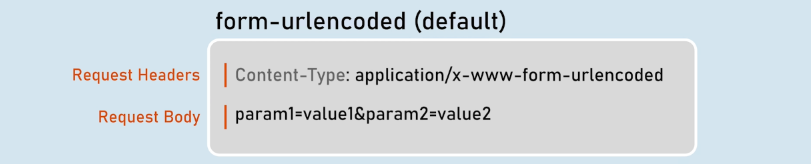 form-urlencoded (default)
Request Headers Content-Type: application/x-www-form-urlencoded
Request Body param1=value1&param2=value2